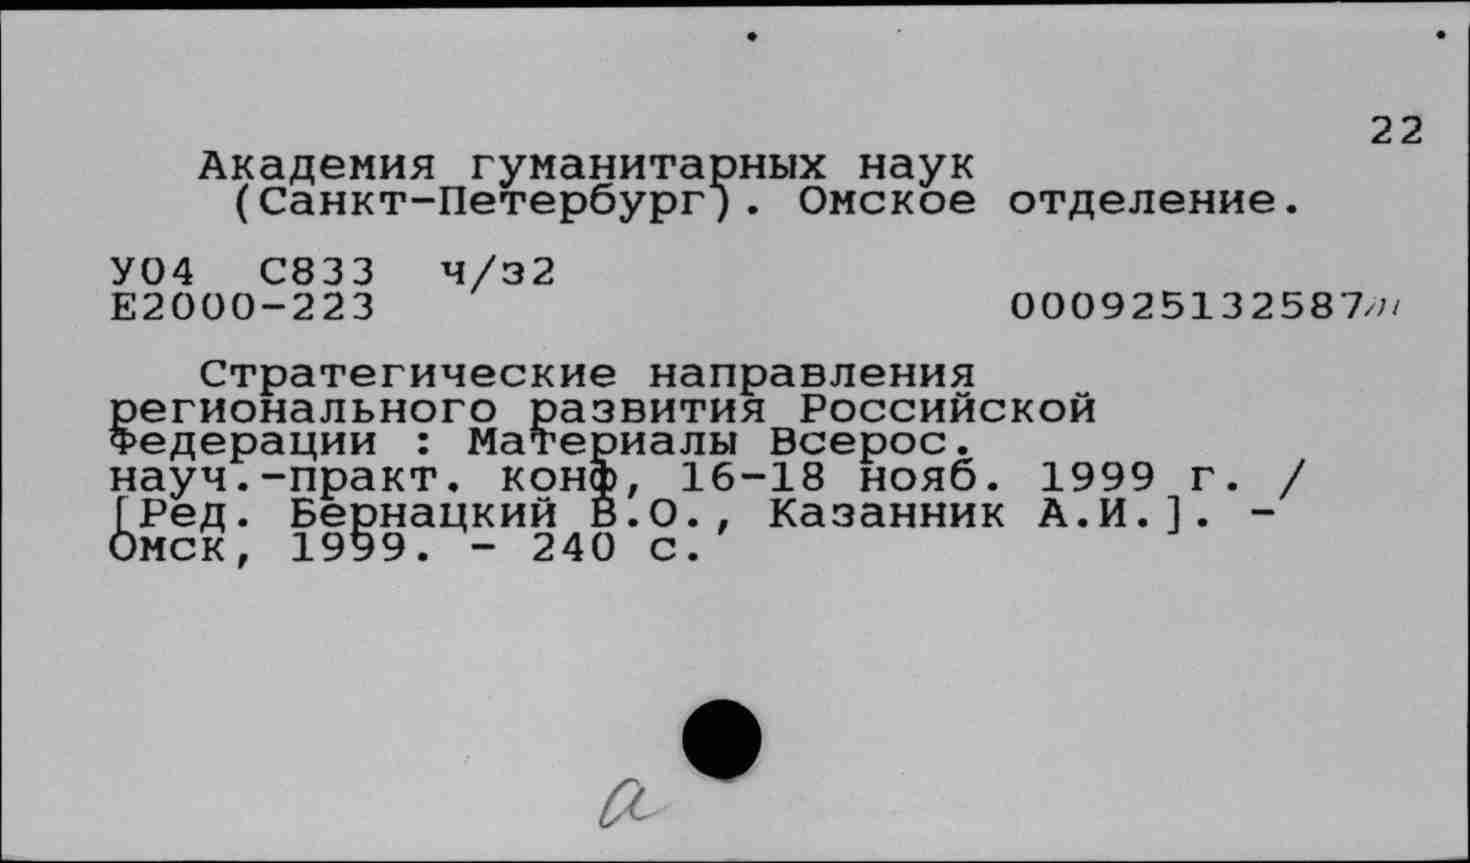 22
Академия гуманитарных наук
(Санкт-Петербург). Омское отделение.
У04 С833 ч/з2
Е2000-223 000925132587
Стратегические направления
регионального развития Российской
Федерации : Материалы Всерос.
науч.-практ. конф, 16-18 нояб. 1999 г. /
[Ред. Бернацкий В.О., Казанник А.И.]. -
Омск, 1999. - 240 с.
а